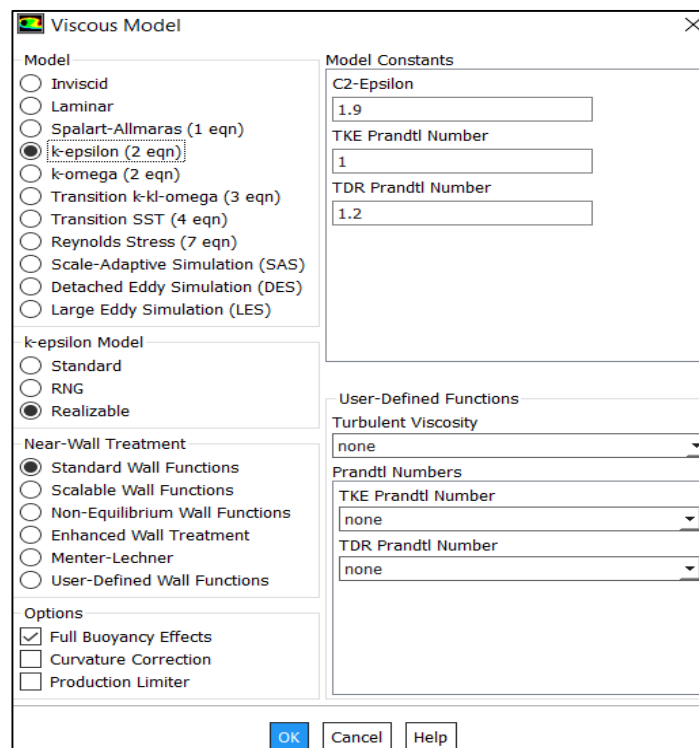 Viscous Model
Model
Inviscid
Laminar
Spalart-Allmaras (1 eqn)
k-epsilon (2 eqn)
k-omega (2 eqn)
Transition k-kl-omega (3 eqn)
Transition SST (4 eqn)
Reynolds Stress (7 eqn)
Scale-Adaptive Simulation (SAS)
Detached Eddy Simulation (DES)
Large Eddy Simulation (LES)
k-epsilon Model
Standard
RNG
Realizable
Near-Wall Treatment
Standard Wall Functions
Scalable Wall Functions
Non-Equilibrium Wall Functions
Enhanced Wall Treatment
Menter-Lechner
User-Defined Wall Functions
Options
Full Buoyancy Effects
Curvature Correction
Production Limiter
Model Constants
C2-Epsilon
1.9
TKE Prandtl Number
1
TDR Prandtl Number
1.2
User-Defined Functions
Turbulent Viscosity
none
Prandtl Numbers
TKE Prandtl Number
none
TDR Prandtl Number
none
OK Cancel Help